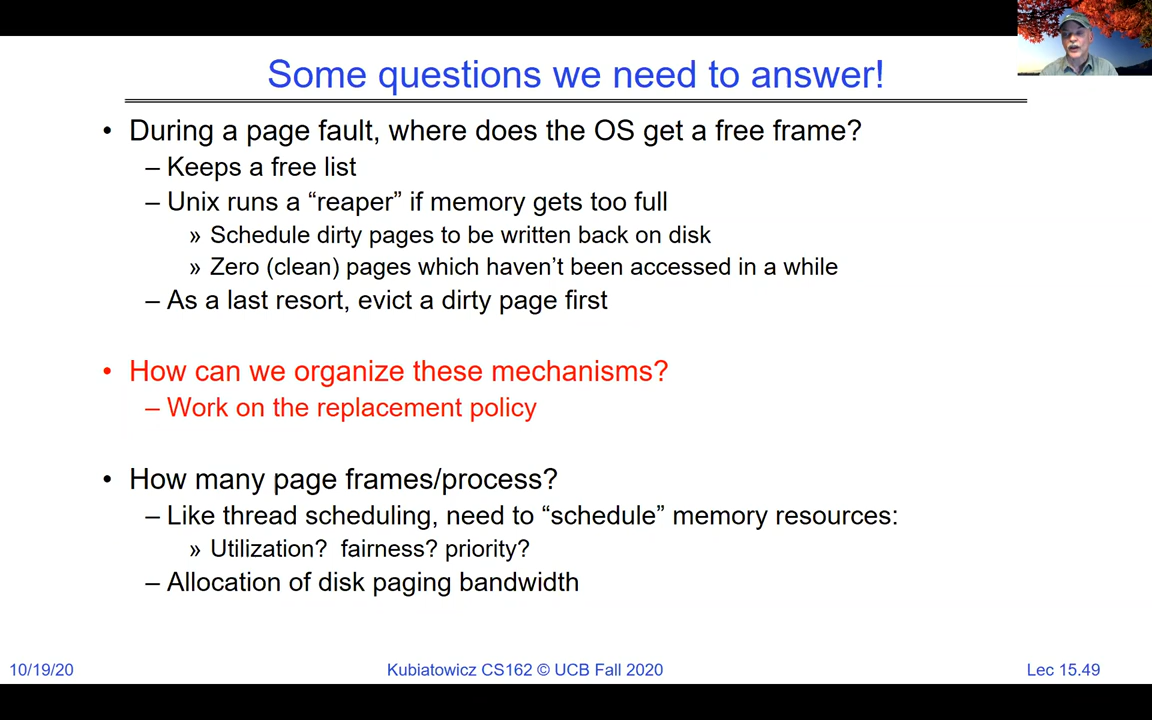 Some questions we need to answer!
• During a page fault, where does the OS get a free frame?
– Keeps a free list
– Unix runs a “reaper” if memory gets too full
» Schedule dirty pages to be written back on disk
» Zero (clean) pages which haven’t been accessed in a while
– As a last resort, evict a dirty page first
• How can we organize these mechanisms?
– Work on the replacement policy
• How many page frames/process?
– Like thread scheduling, need to “schedule” memory resources:
» Utilization? fairness? priority?
– Allocation of disk paging bandwidth
10/19/20 Kubiatowicz CS162 © UCB Fall 2020 Lec 15.49